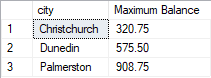 city Maximum Balance
1 Christchurch 320.75
2 Dunedin 575.50
3 Palmerston 908.75